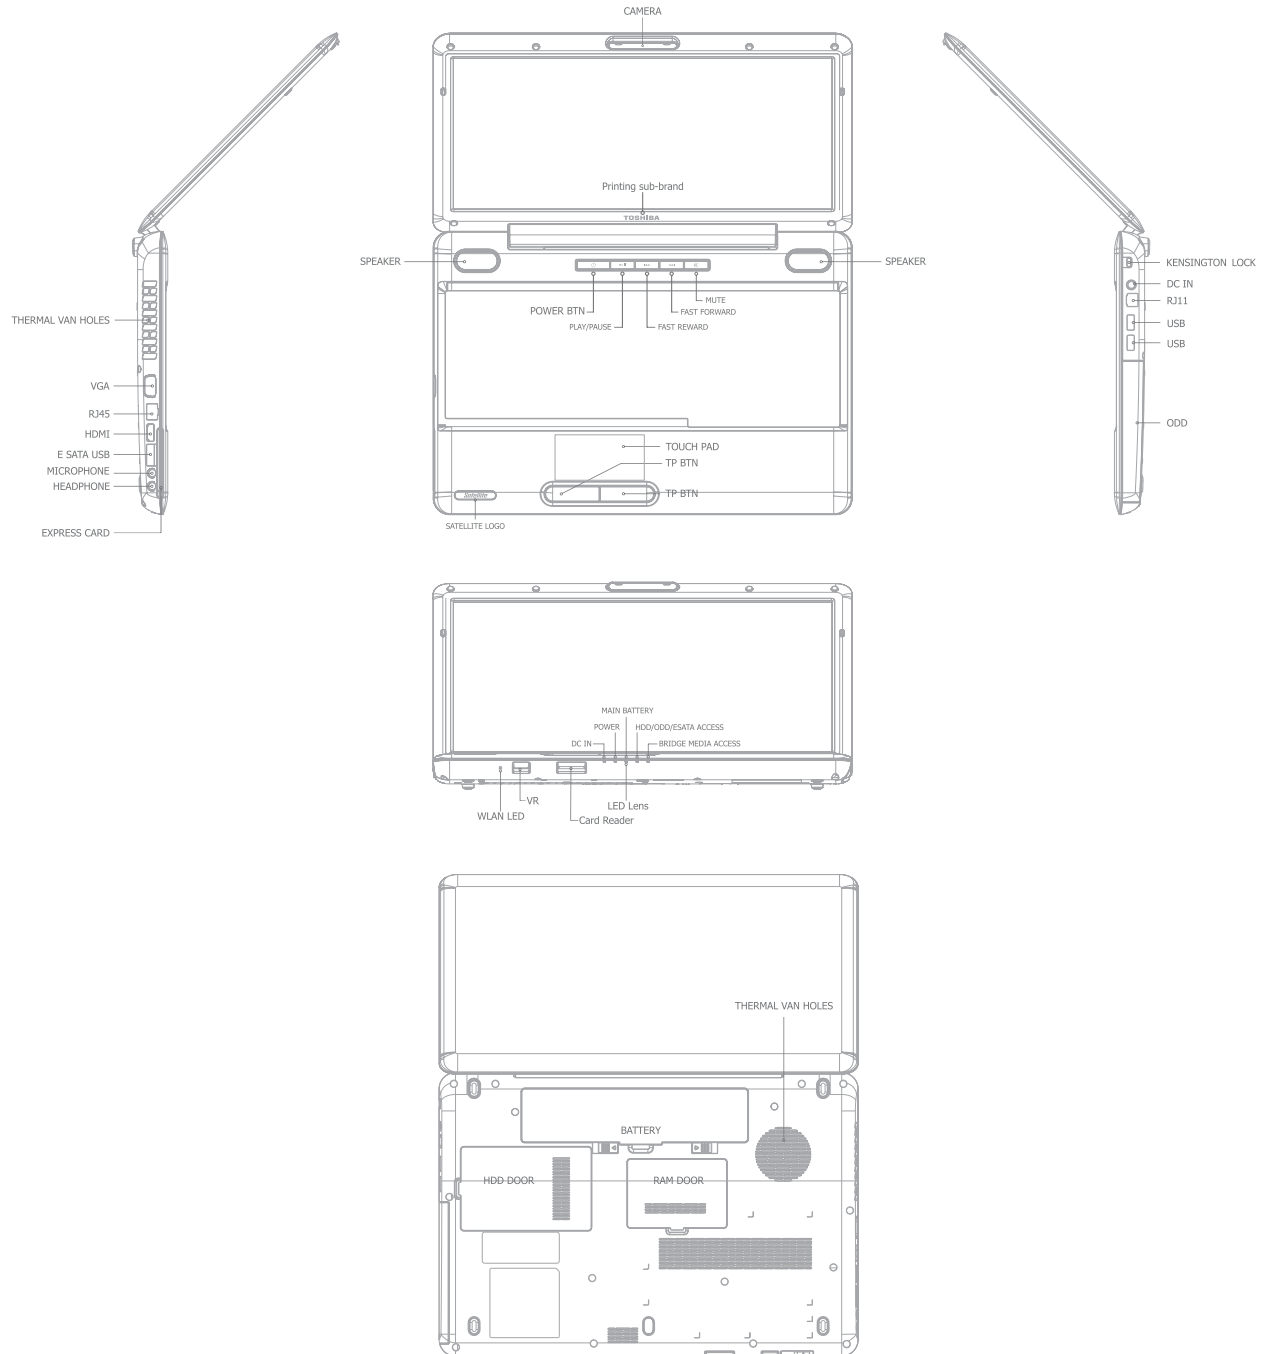 CAMERA
Printing sub-brand
TOSHIBA
SPEAKER
SPEAKER
POWER BTN
PLAY/PAUSE
MUTE
FAST FORWARD
FAST REWARD
THERMAL VAN HOLES
VGA
RJ45
HDMI
E SATA USB
MICROPHONE
HEADPHONE
EXPRESS CARD
KENSINGTON LOCK
DC IN
RJ11
USB
USB
ODD
TOUCH PAD
TP BTN
TP BTN
Satellite
SATELLITE LOGO
MAIN BATTERY
POWER
HDD/ODD/ESATA ACCESS
DC IN
BRIDGE MEDIA ACCESS
VR
WLAN LED
LED Lens
Card Reader
THERMAL VAN HOLES
BATTERY
HDD DOOR
RAM DOOR